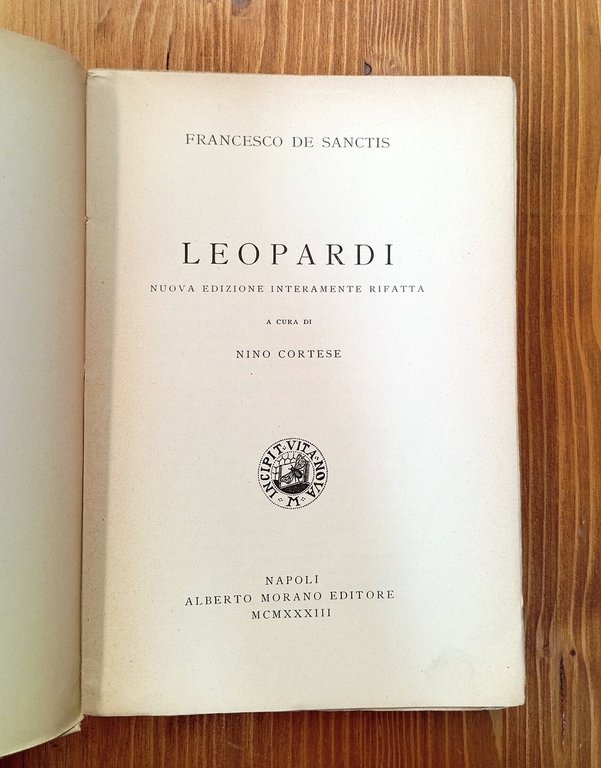 FRANCESCO DE SANCTIS
LEOPARDI
NUOVA EDIZIONE INTERAMENTE RIFATTA
A CURA DI
NINO CORTESE
INCIPIT · VITA · NOVA
M
NAPOLI
ALBERTO MORANO EDITORE
MCMXXXIII